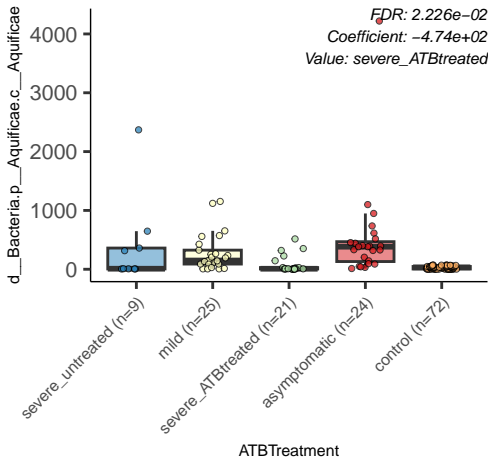 FDR: 2.226e−02
Coefficient: −4.74e+02
Value: severe_ATBtreated
d__Bacteria.p__Aquificae.c__Aquificae
4000
3000
2000
1000
0
severe_untreated (n=9)
mild (n=25)
severe_ATBtreated (n=21)
asymptomatic (n=24)
control (n=72)
ATBTreatment